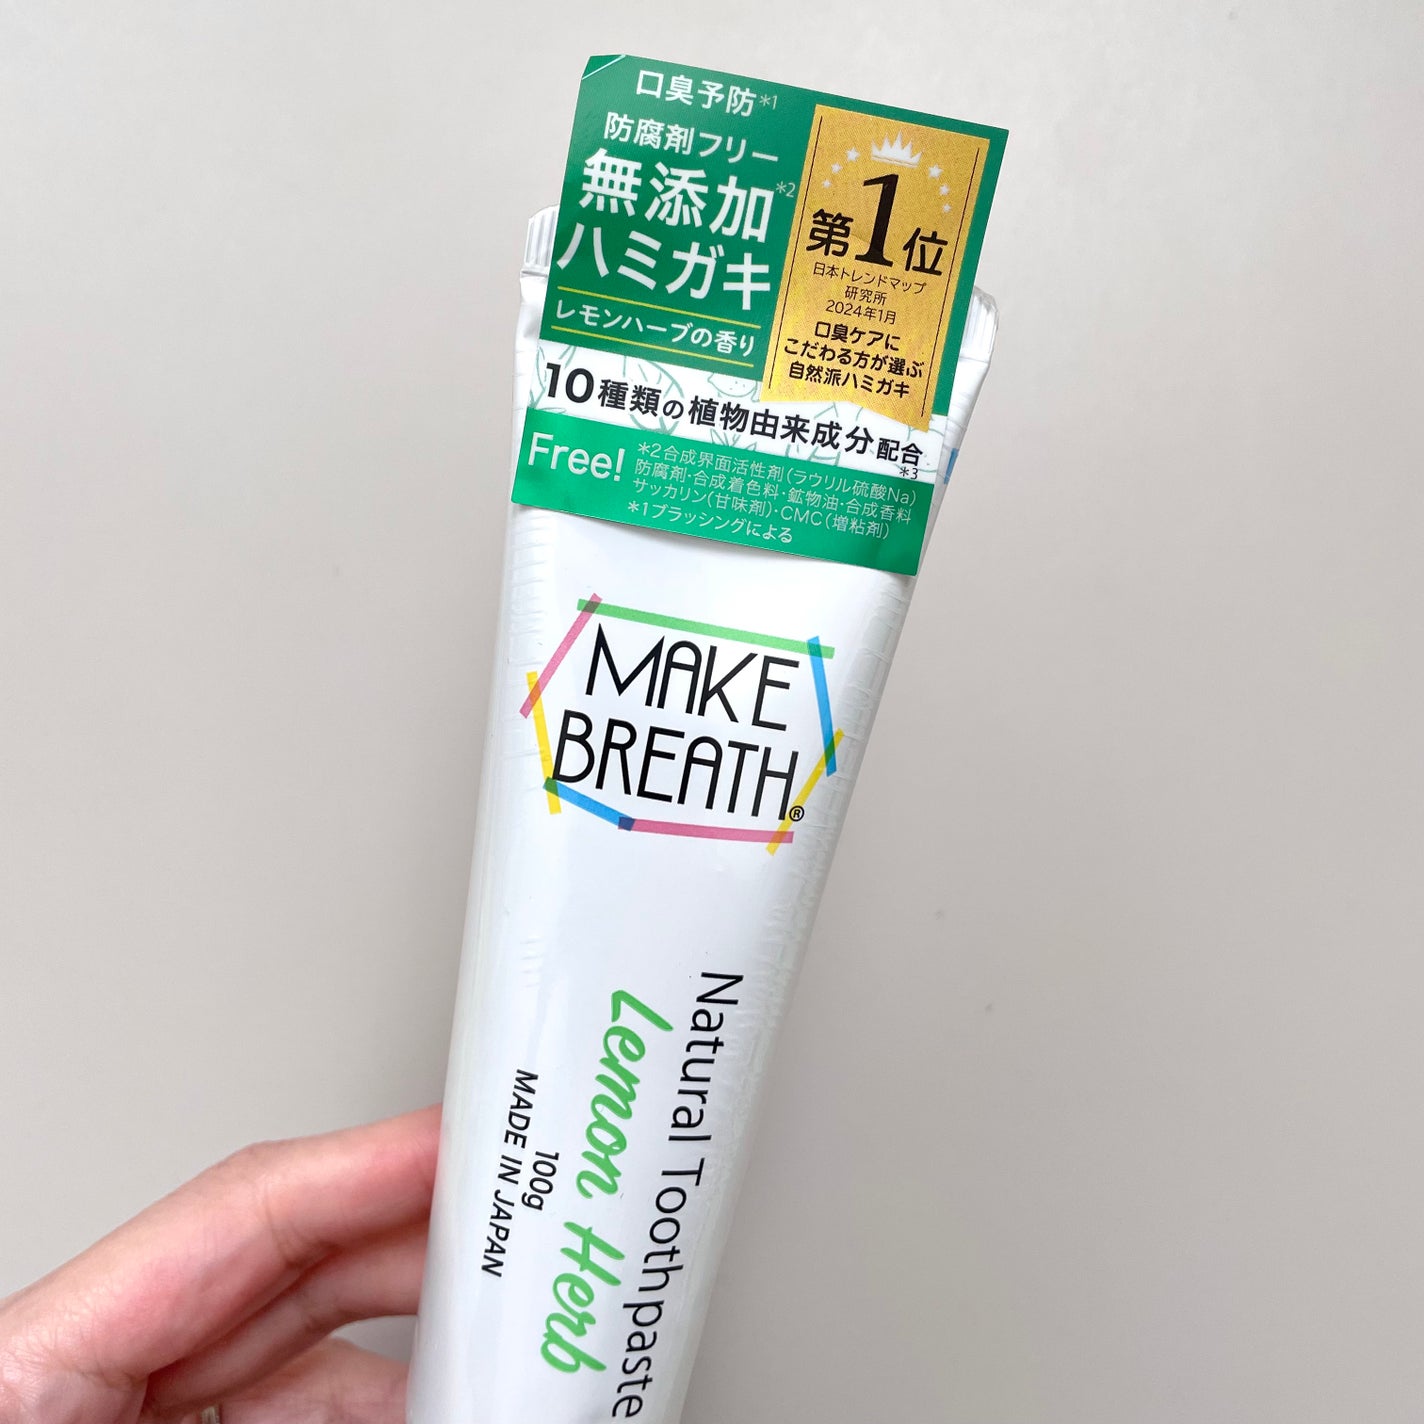 口臭予防*1
防腐剤フリー
無添加*2
ハミガキ
レモンハーブの香り
第1位
日本トレンドマップ
研究所
2024年1月
口臭ケアに
こだわる方が選ぶ
自然派ハミガキ
10種類の植物由来成分配合
*3
Free!
*2合成界面活性剤(ラウリル硫酸Na)
防腐剤・合成着色料・鉱物油・合成香料
サッカリン(甘味剤)・CMC(増粘剤)
*1ブラッシングによる
MAKE
BREATH®
Natural Toothpaste
Lemon Herb
100g
MADE IN JAPAN